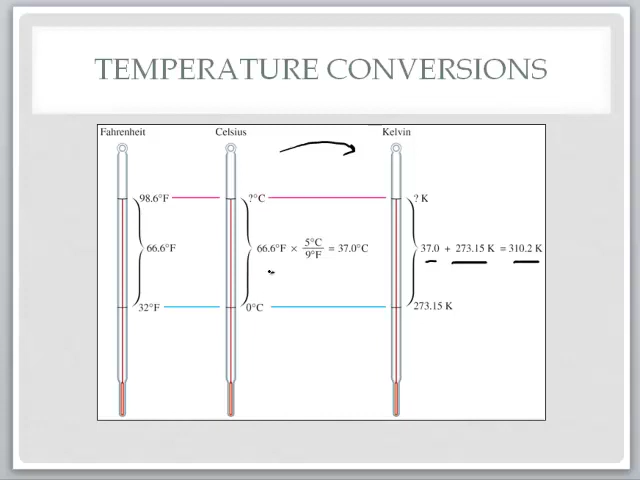 TEMPERATURE CONVERSIONS
Fahrenheit Celsius Kelvin
98.6°F ?°C ? K
66.6°F 66.6°F × 5°C/9°F = 37.0°C 37.0 + 273.15 K = 310.2 K
32°F 0°C 273.15 K